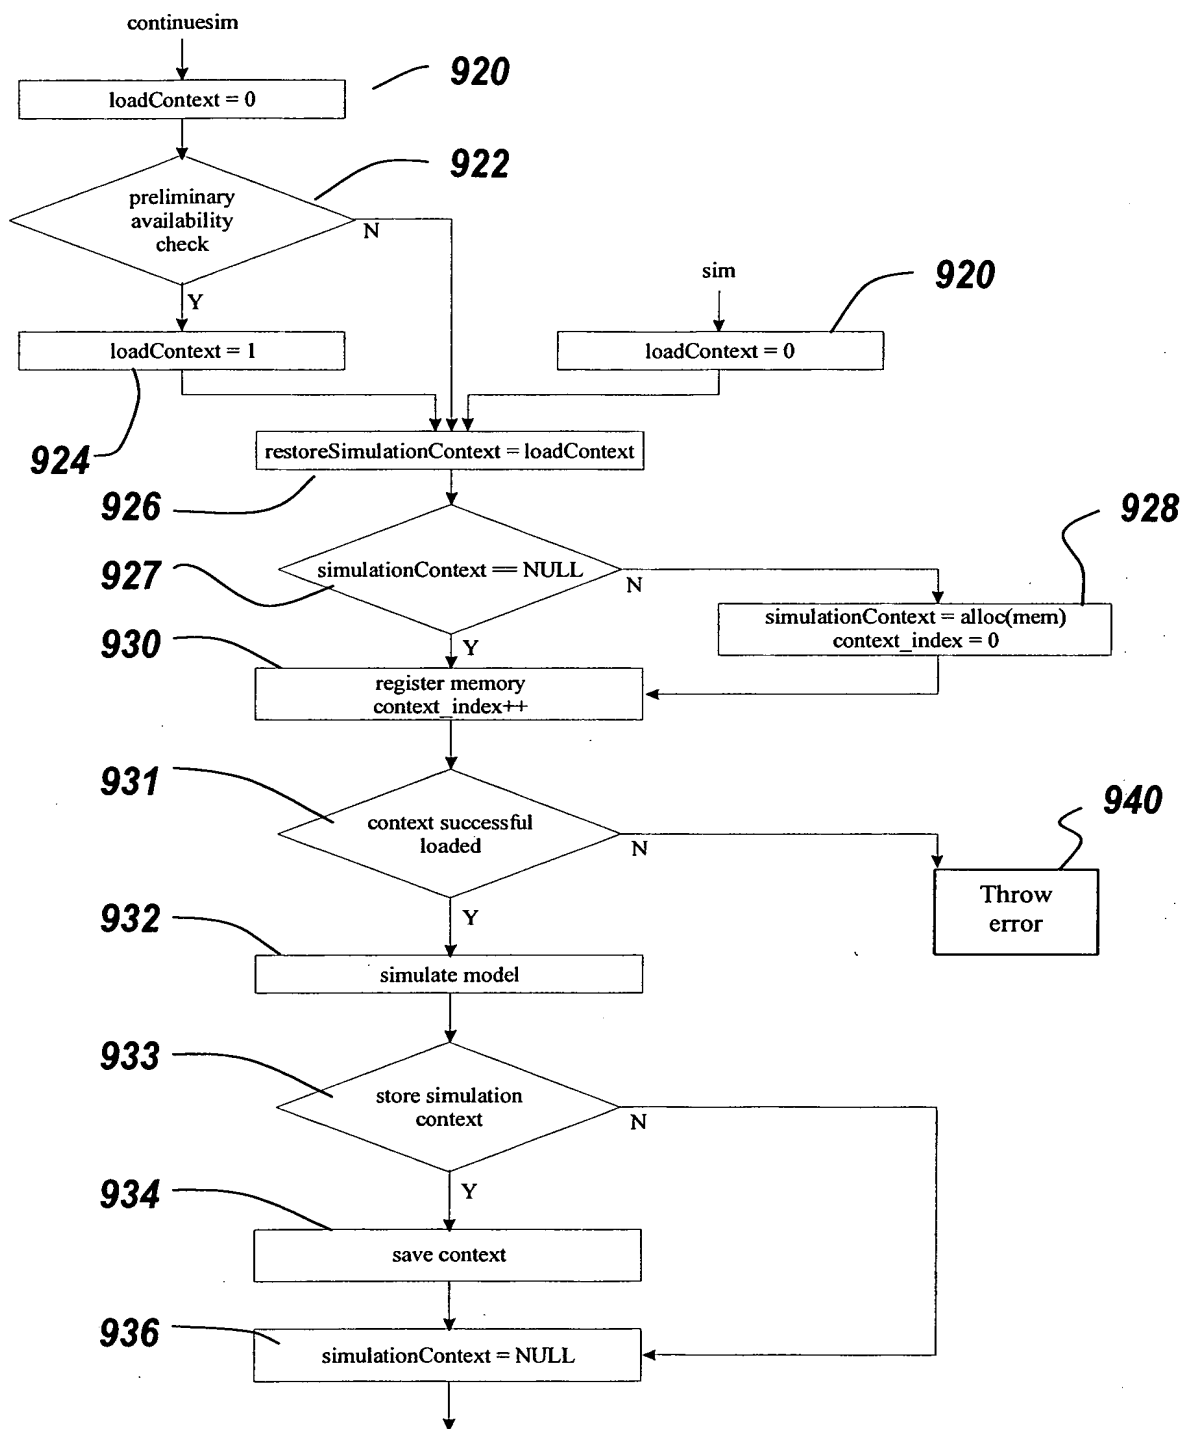 continuesim
920
loadContext = 0
922
preliminary
availability
check
N
Y
sim
920
loadContext = 1
loadContext = 0
924
restoreSimulationContext = loadContext
926
928
927
simulationContext == NULL
N
simulationContext = alloc(mem)
context_index = 0
930
Y
register memory
context_index++
931
context successful
loaded
N
940
Throw
error
932
Y
simulate model
933
store simulation
context
N
934
Y
save context
936
simulationContext = NULL